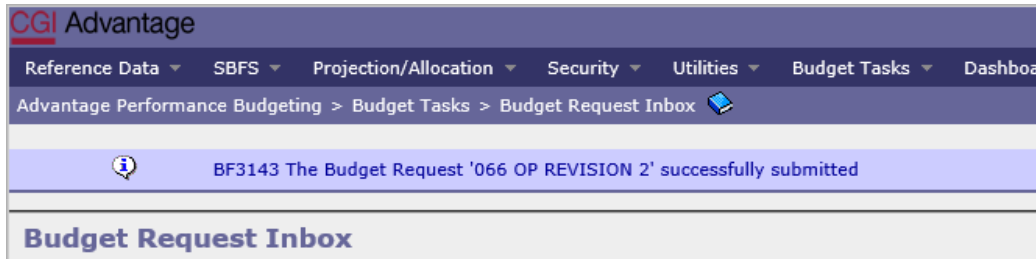 CGI Advantage
Reference Data SBFS Projection/Allocation Security Utilities Budget Tasks Dashboa
Advantage Performance Budgeting > Budget Tasks > Budget Request Inbox
BF3143 The Budget Request '066 OP REVISION 2' successfully submitted
Budget Request Inbox